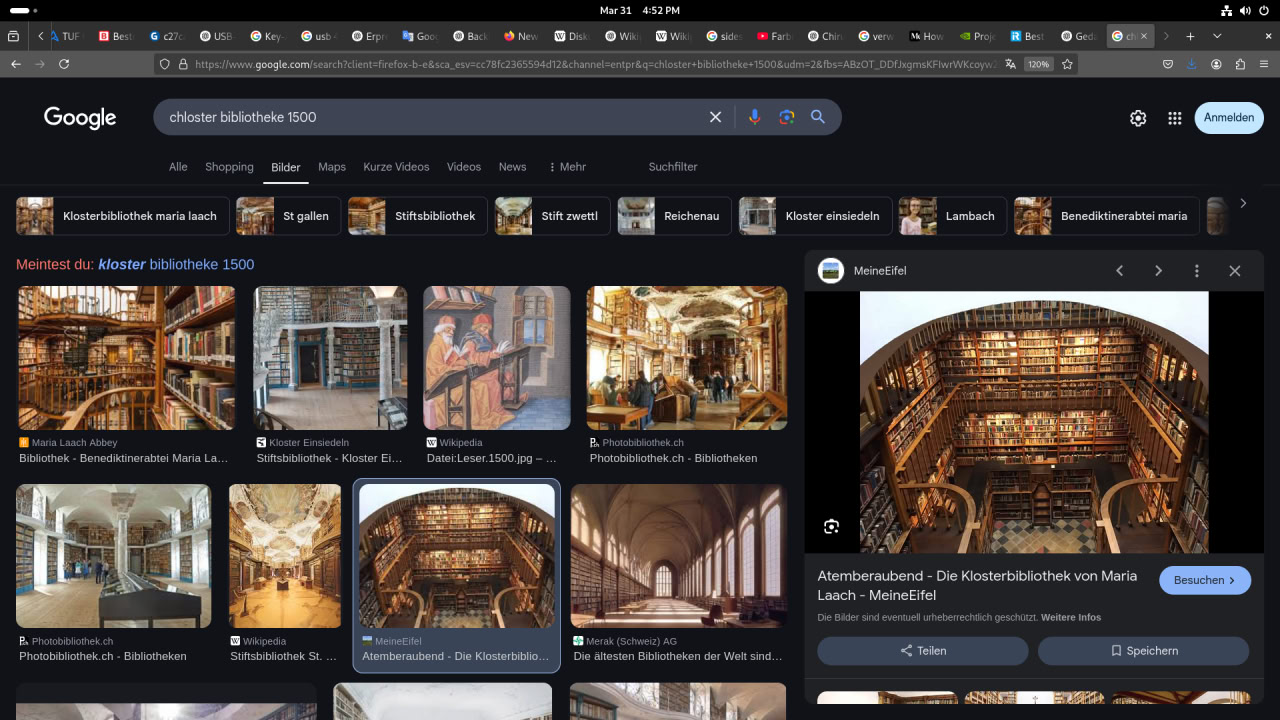 Mar 31 4:52 PM
TUF
Best
c27c
USB-
Key-
usb
Goog
Back
New
Disk
Wiki
Wiki
sides
Farb
Chir
verw
How
Proje
Best
Geda
ch
https://www.google.com/search?client=firefox-b-e&sca_esv=cc78fc2365594d12&channel=entpr&q=chloster+bibliotheke+1500&udm=2&fbs=
120%
Google
chloster bibliotheke 1500
Anmelden
Alle Shopping Bilder Maps Kurze Videos Videos News Mehr Suchfilter
Klosterbibliothek maria laach
St gallen
Stiftsbibliothek
Stift zwettl
Reichenau
Kloster einsiedeln
Lambach
Benediktinerabtei maria
Meintest du: kloster bibliotheke 1500
Maria Laach Abbey
Bibliothek - Benediktinerabtei Maria La…
Kloster Einsiedeln
Stiftsbibliothek - Kloster Ei…
Wikipedia
Datei:Leser.1500.jpg – …
Photobibliothek.ch
Photobibliothek.ch - Bibliotheken
Photobibliothek.ch
Photobibliothek.ch - Bibliotheken
Wikipedia
Stiftsbibliothek St. …
MeineEifel
Atemberaubend - Die Klosterbiblio…
Merak (Schweiz) AG
Die ältesten Bibliotheken der Welt sind…
MeineEifel
Atemberaubend - Die Klosterbibliothek von Maria
Laach - MeineEifel
Besuchen
Die Bilder sind eventuell urheberrechtlich geschützt. Weitere Infos
Teilen
Speichern